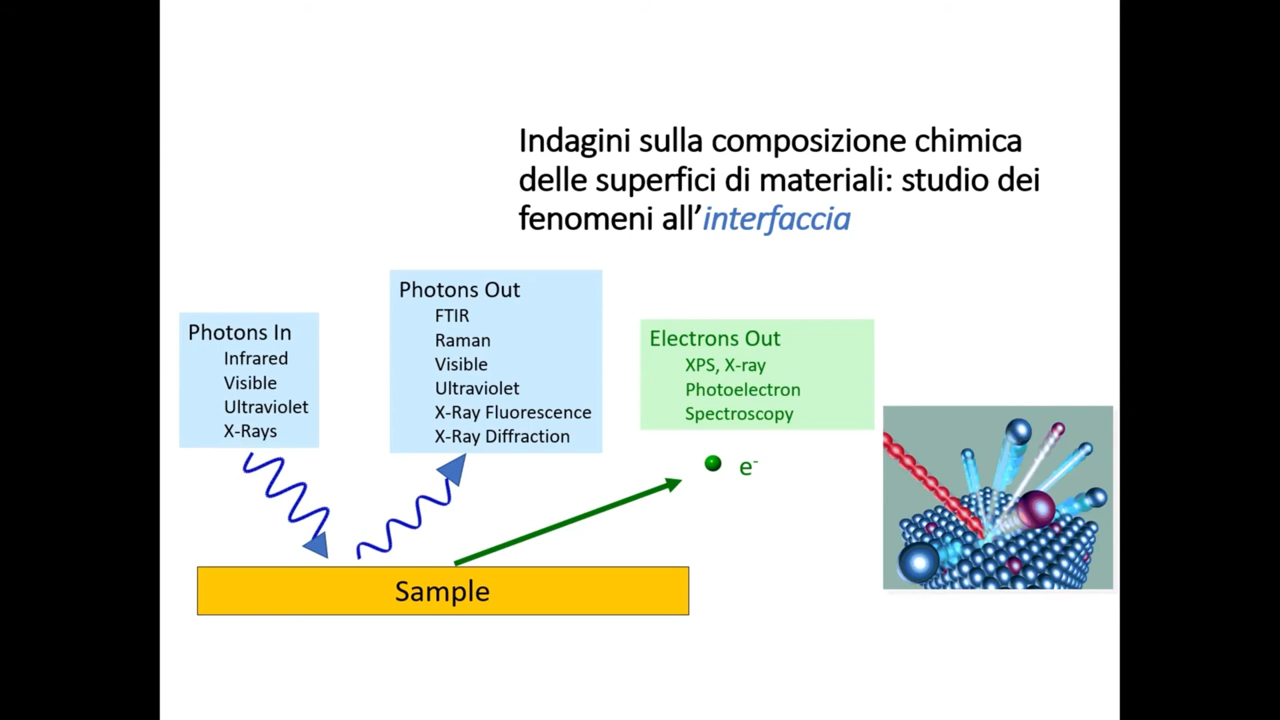 Indagini sulla composizione chimica
delle superfici di materiali: studio dei
fenomeni all’interfaccia
Photons In
Infrared
Visible
Ultraviolet
X-Rays
Photons Out
FTIR
Raman
Visible
Ultraviolet
X-Ray Fluorescence
X-Ray Diffraction
Electrons Out
XPS, X-ray
Photoelectron
Spectroscopy
e-
Sample